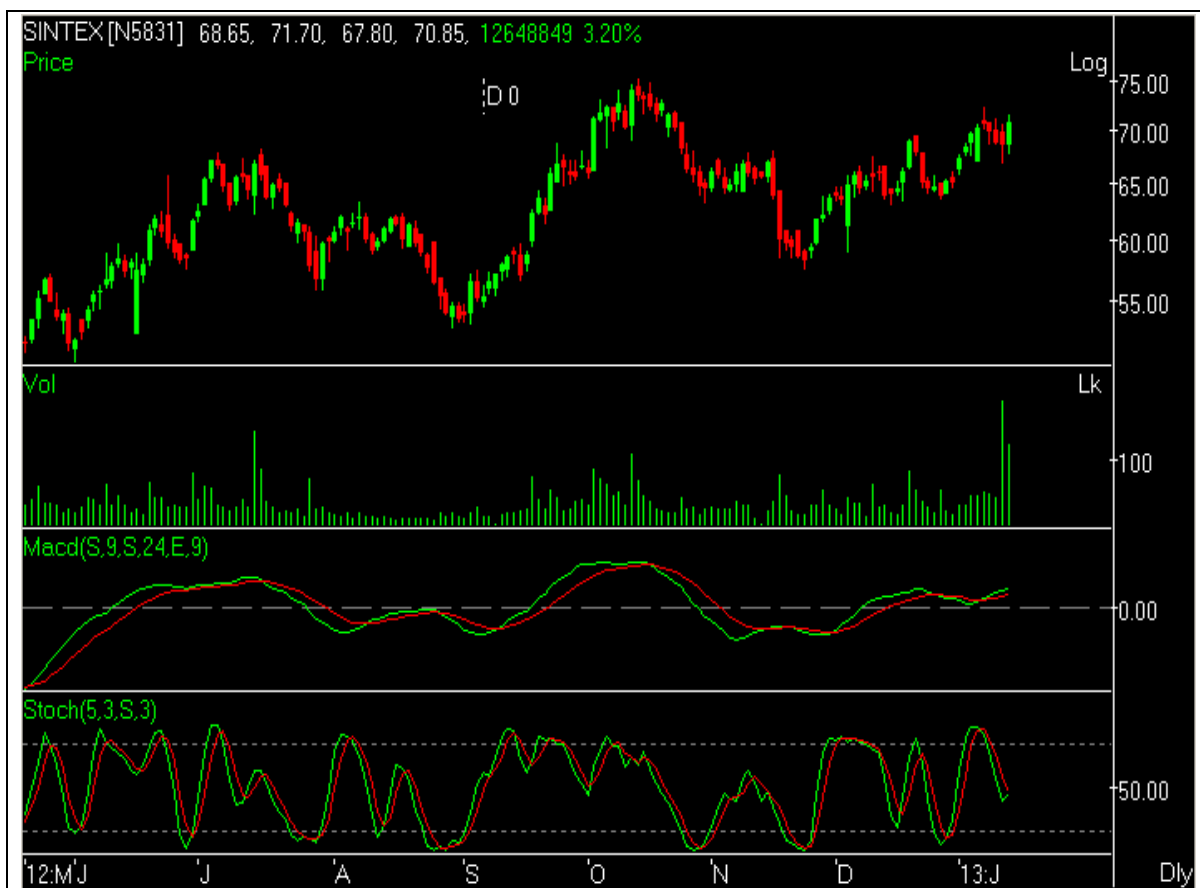 SINTEX [N5831] 68.65, 71.70, 67.80, 70.85, 12648849 3.20%
Price
Log
75.00
D 0
70.00
65.00
60.00
55.00
Vol
Lk
100
Macd(S,9,S,24,E,9)
0.00
Stoch(5,3,S,3)
50.00
'12:M'J 'J 'A 'S 'O 'N 'D '13:J Dly